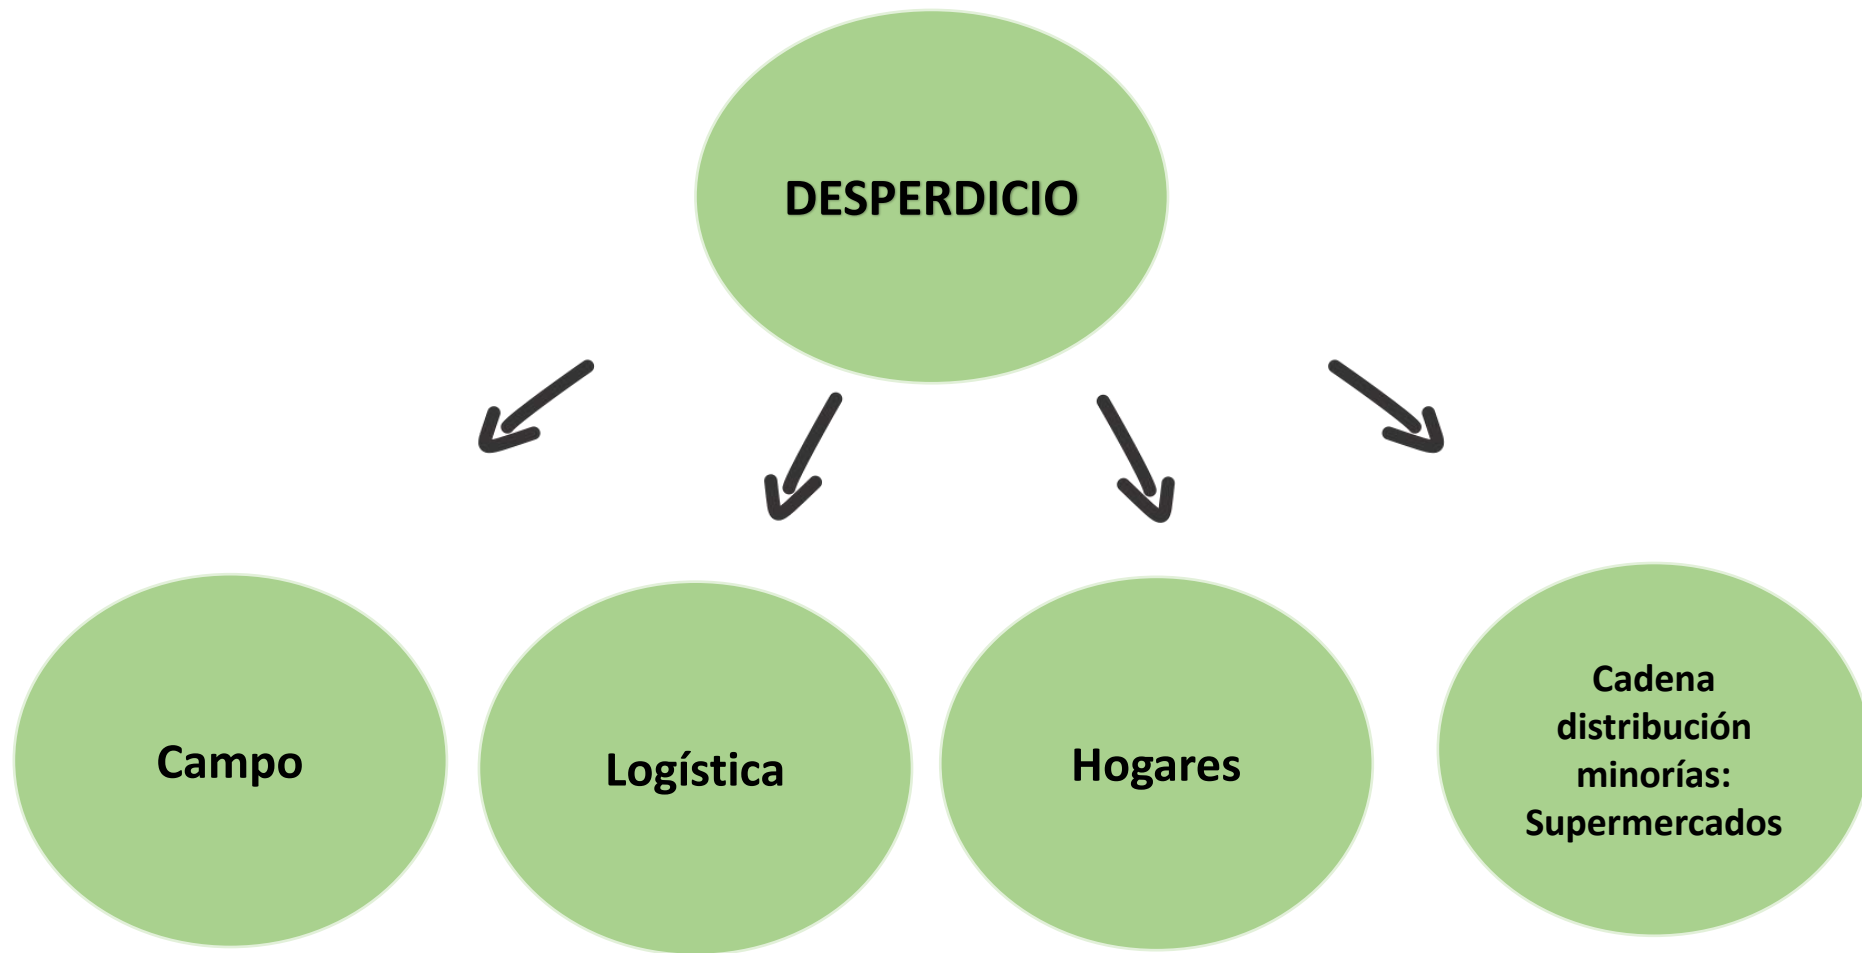 DESPERDICIO
Campo
Logística
Hogares
Cadena
distribución
minorías:
Supermercados